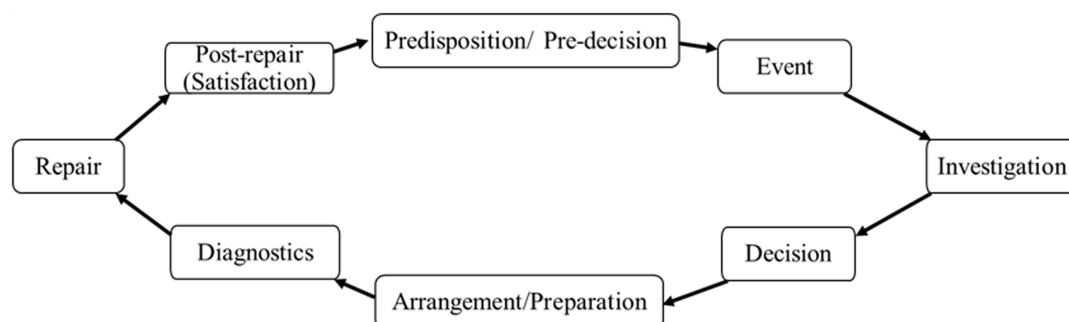 Predisposition/ Pre-decision
Event
Investigation
Decision
Arrangement/Preparation
Diagnostics
Repair
Post-repair
(Satisfaction)